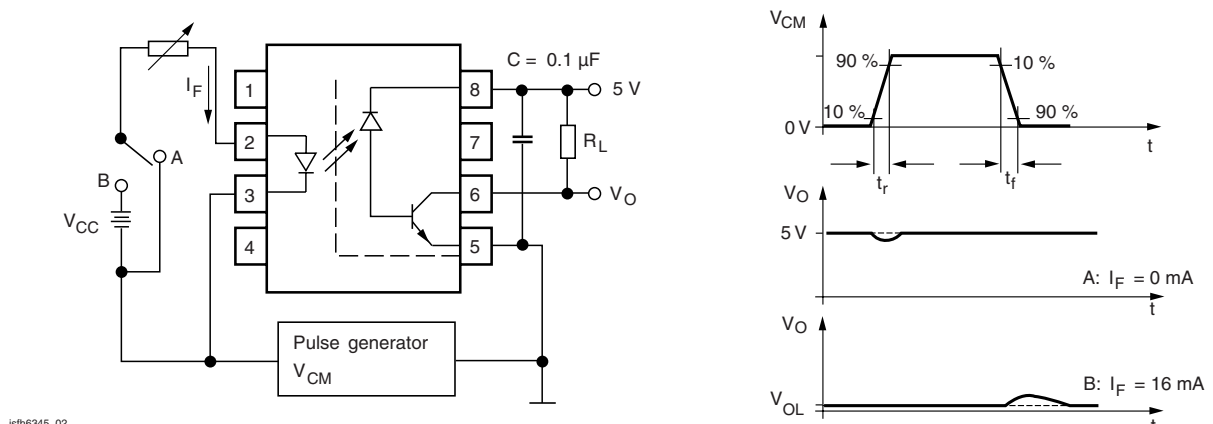 C = 0.1 µF
I_F
1
2
3
4
8
7
6
5
5 V
R_L
V_O
A
B
V_CC
Pulse generator
V_CM
isfh6345_02
V_CM
90 %
10 %
10 %
90 %
0 V
t
t_r
t_f
V_O
5 V
A: I_F = 0 mA
t
V_O
B: I_F = 16 mA
V_OL
t